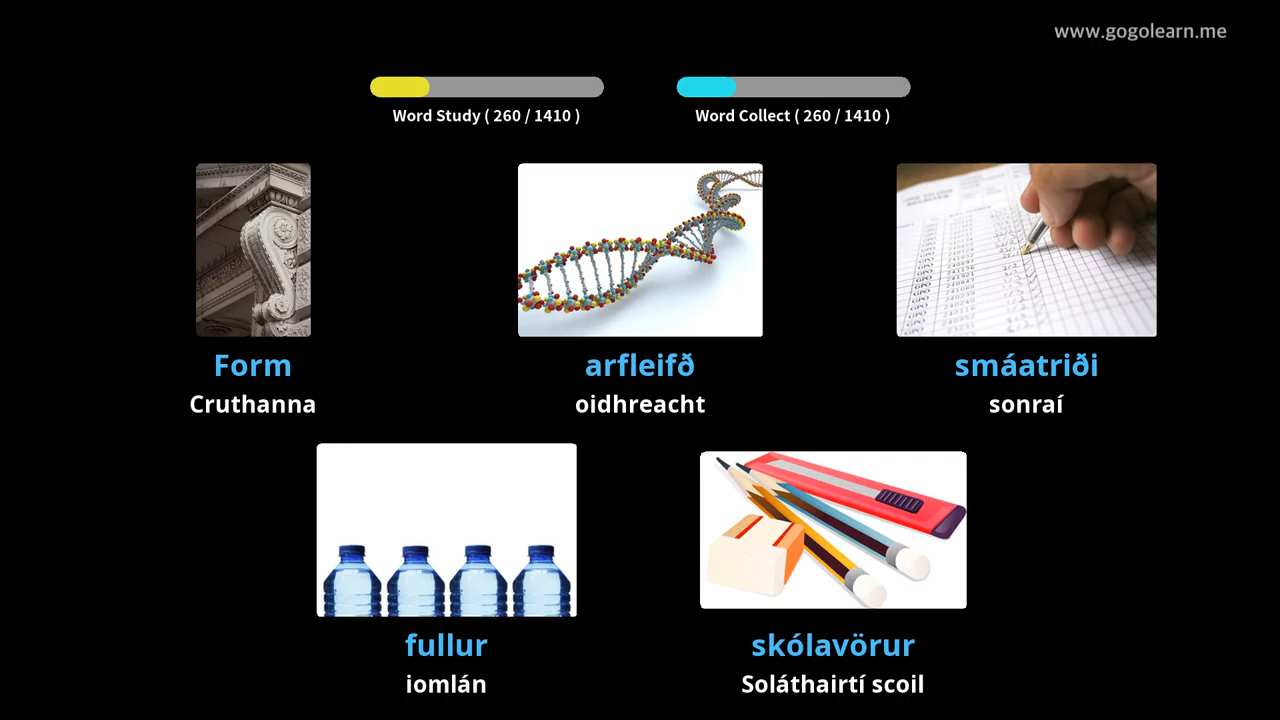 www.gogolearn.me
Word Study ( 260 / 1410 )
Word Collect ( 260 / 1410 )
Form
Cruthanna
arfleifð
oidhreacht
smáatriði
sonraí
fullur
iomlán
skólavörur
Soláthairtí scoil